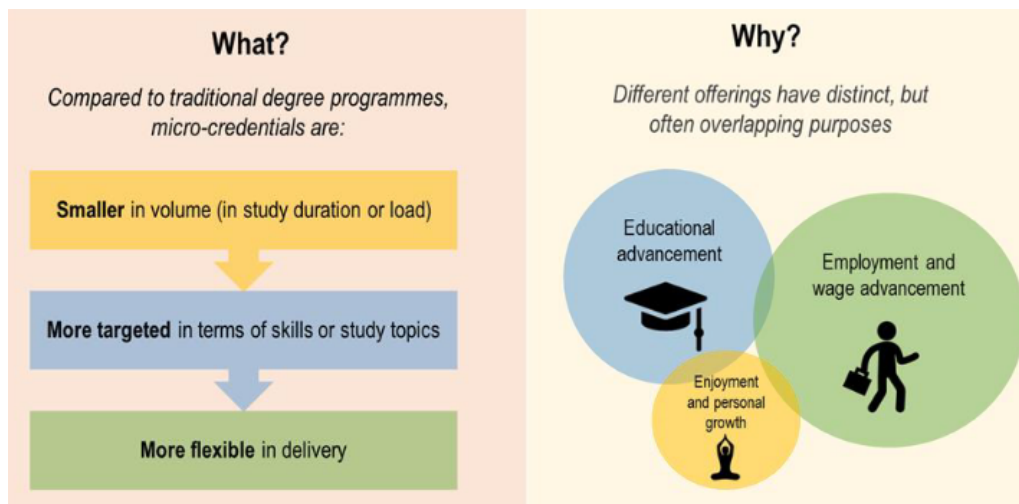 What?
Compared to traditional degree programmes,
micro-credentials are:
Smaller in volume (in study duration or load)
More targeted in terms of skills or study topics
More flexible in delivery
Why?
Different offerings have distinct, but
often overlapping purposes
Educational
advancement
Employment and
wage advancement
Enjoyment
and personal
growth